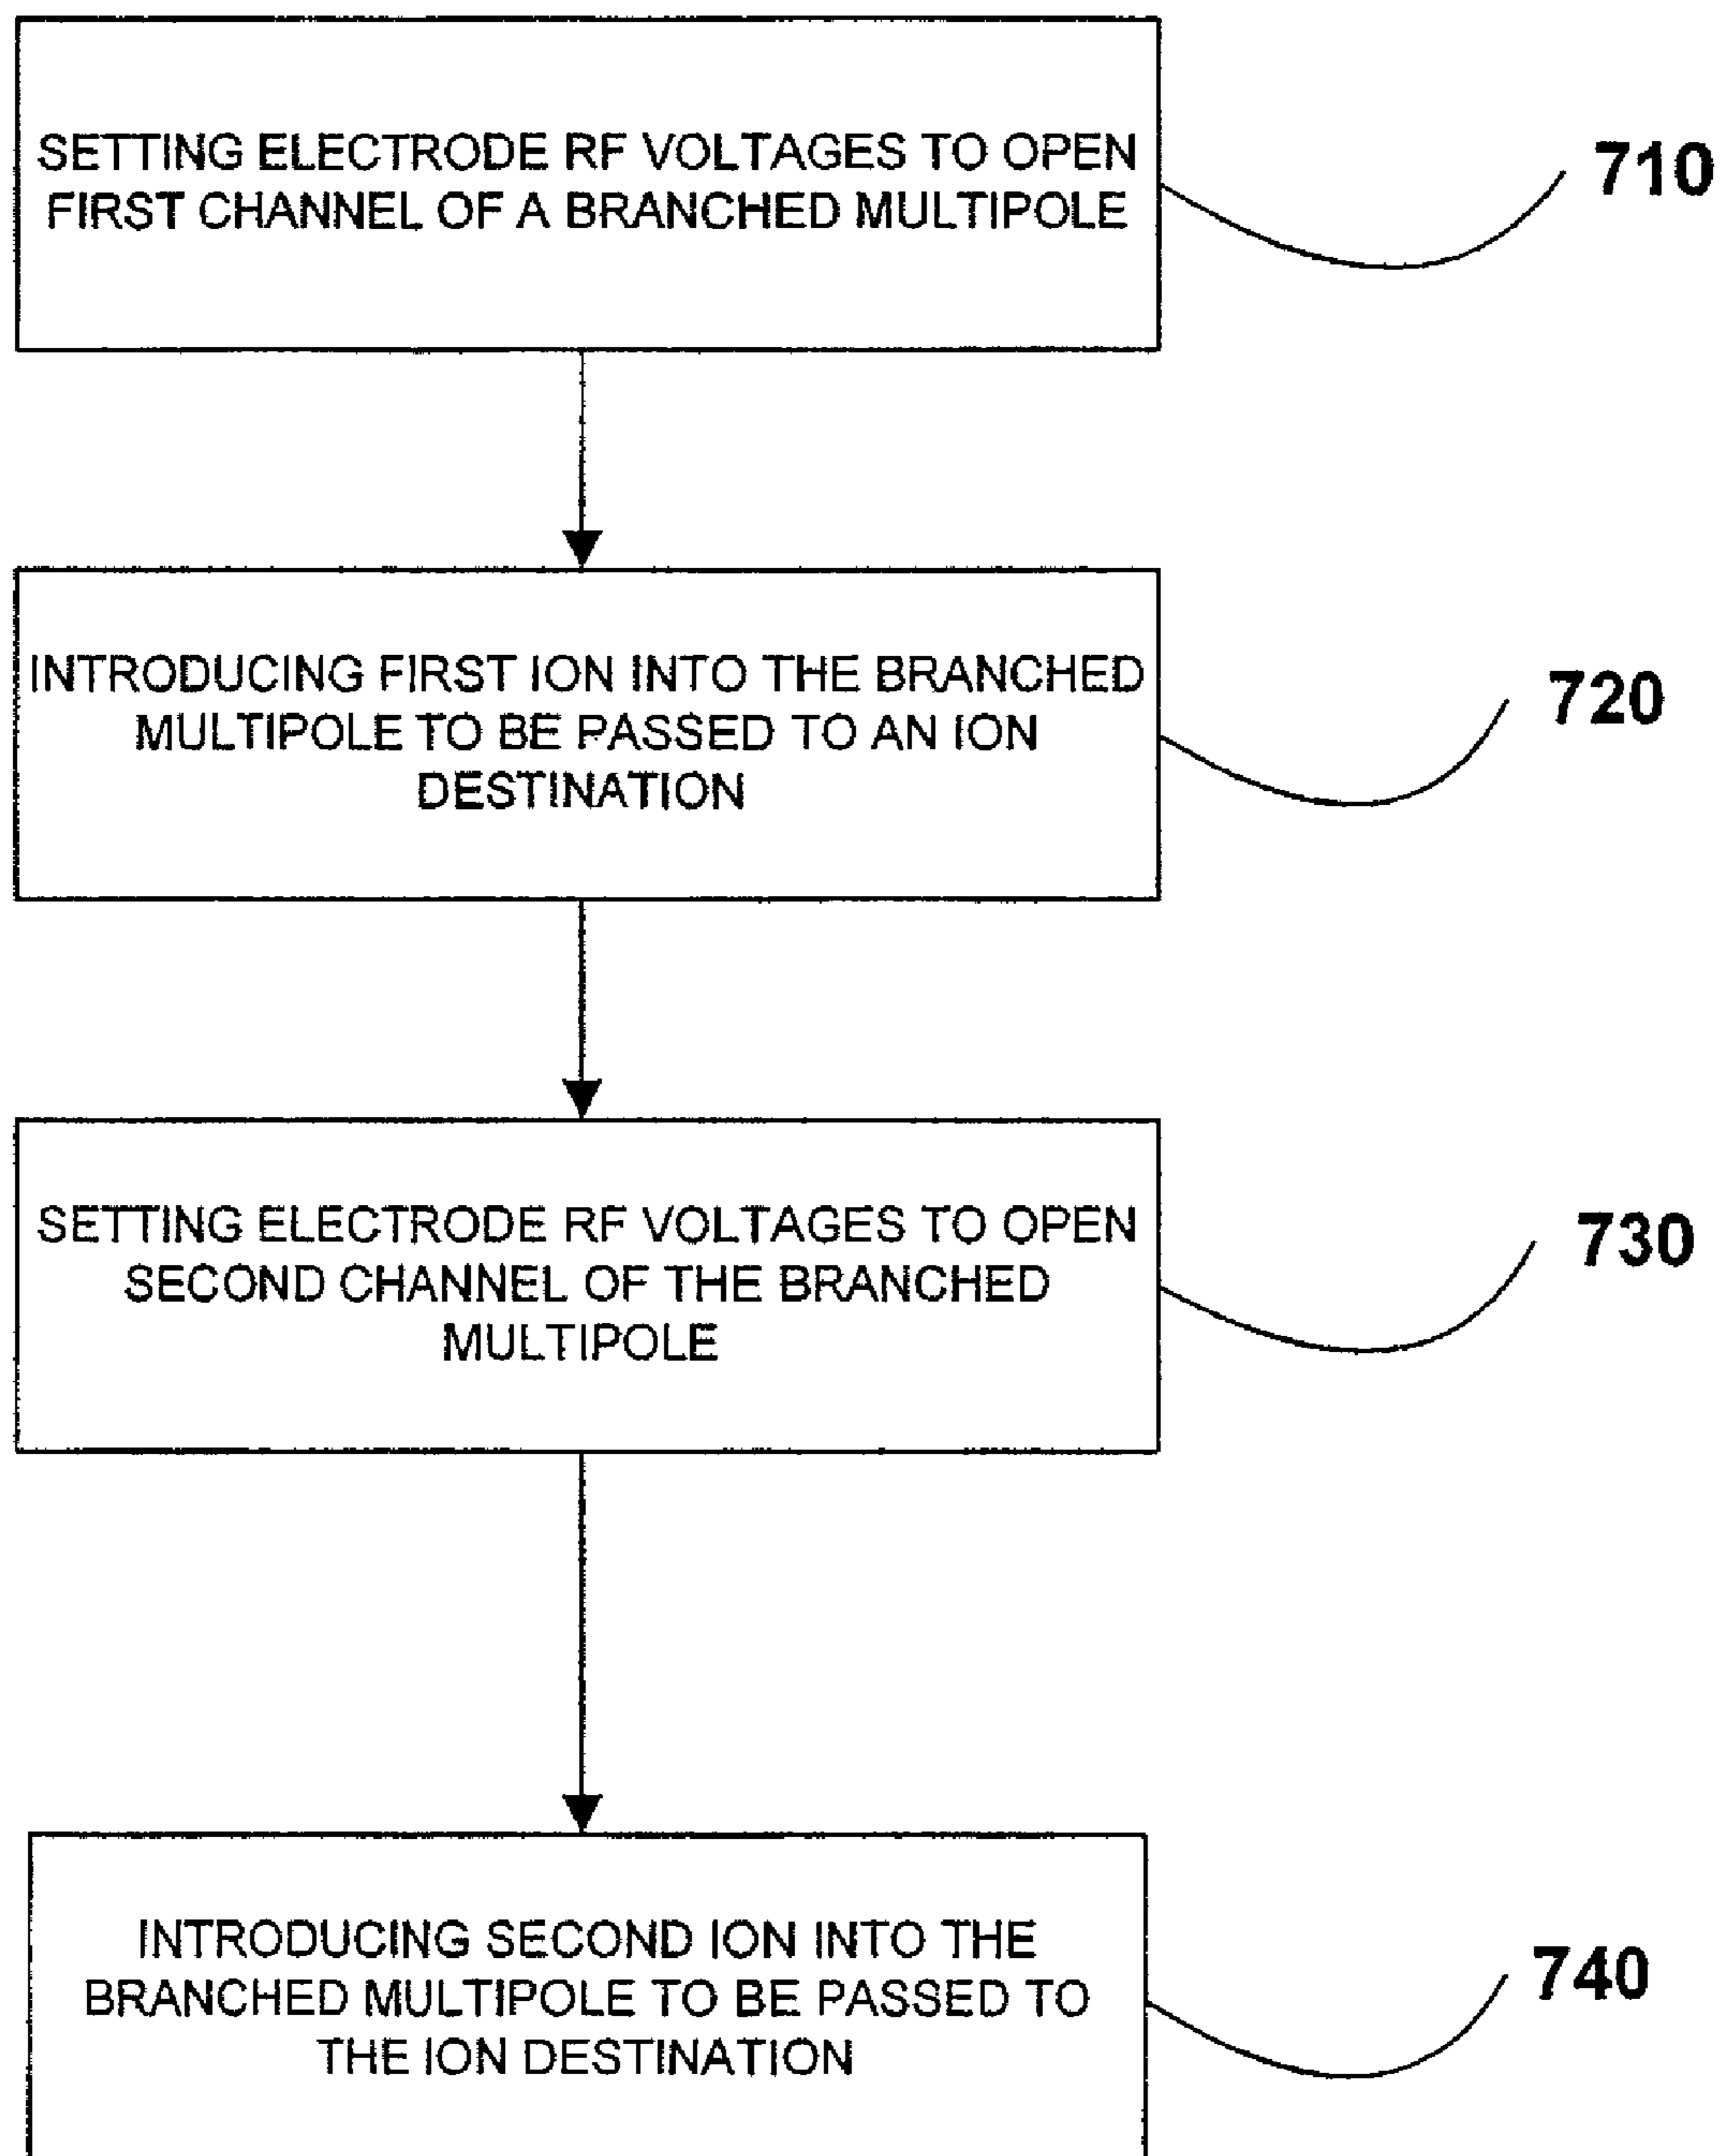 SETTING ELECTRODE RF VOLTAGES TO OPEN
FIRST CHANNEL OF A BRANCHED MULTIPOLE
710
INTRODUCING FIRST ION INTO THE BRANCHED
MULTIPOLE TO BE PASSED TO AN ION
DESTINATION
720
SETTING ELECTRODE RF VOLTAGES TO OPEN
SECOND CHANNEL OF THE BRANCHED
MULTIPOLE
730
INTRODUCING SECOND ION INTO THE
BRANCHED MULTIPOLE TO BE PASSED TO
THE ION DESTINATION
740